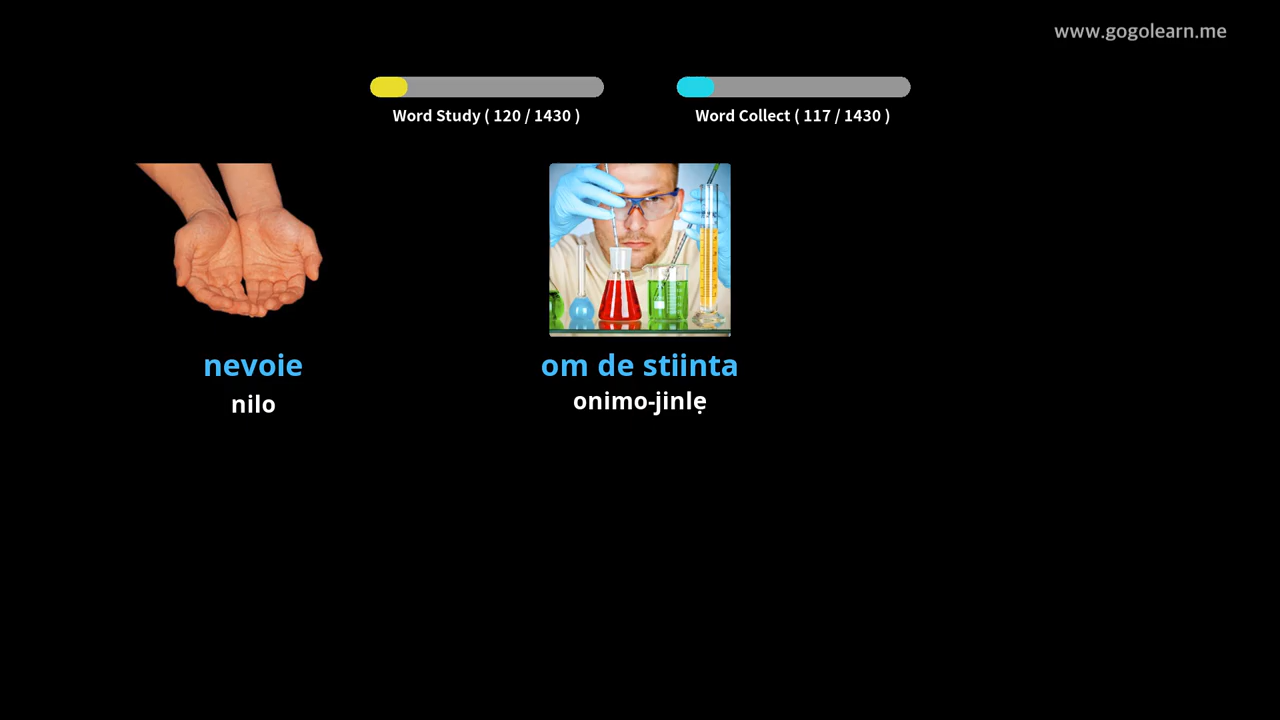 www.gogolearn.me
Word Study ( 120 / 1430 )
Word Collect ( 117 / 1430 )
nevoie
nilo
om de stiinta
onimo-jinlẹ